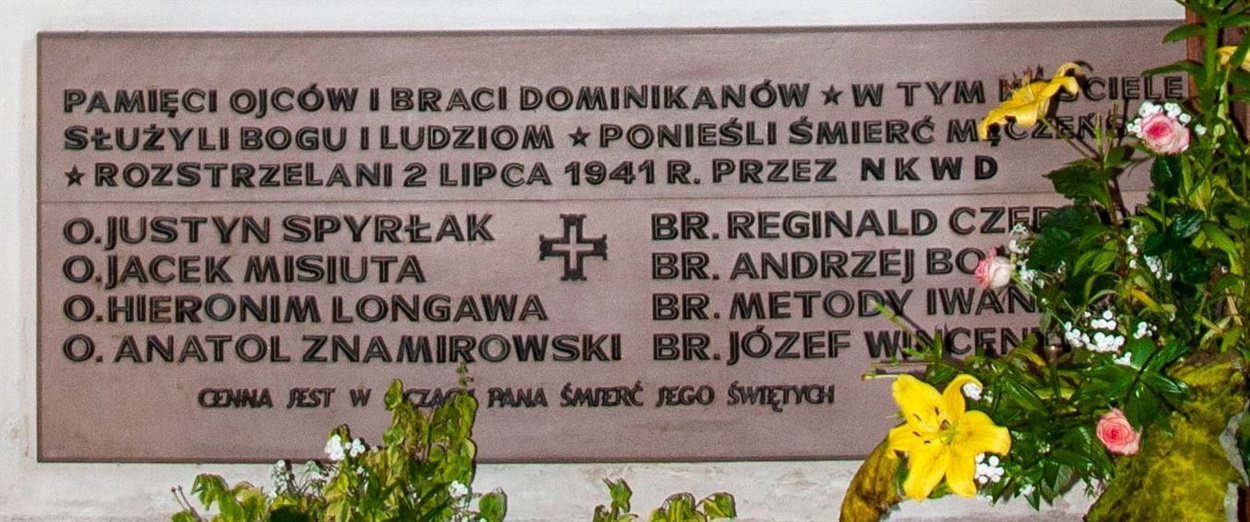 PAMIĘCI OJCÓW I BRACI DOMINIKANÓW ★ W TYM
SŁUŻYLI BOGU I LUDZIOM ★ PONIEŚLI ŚMIERĆ
★ ROZSTRZELANI 2 LIPCA 1941 R. PRZEZ N K W D
O. JUSTYN SPYRŁAK
O. JACEK MISIUTA
O. HIERONIM LONGAWA
O. ANATOL ZNAMIROWSKI
BR. REGINALD
BR. ANDRZEJ
BR. METODY
BR. JÓZEF
CENNA JEST W PANA ŚMIERĆ JEGO ŚWIĘTYCH